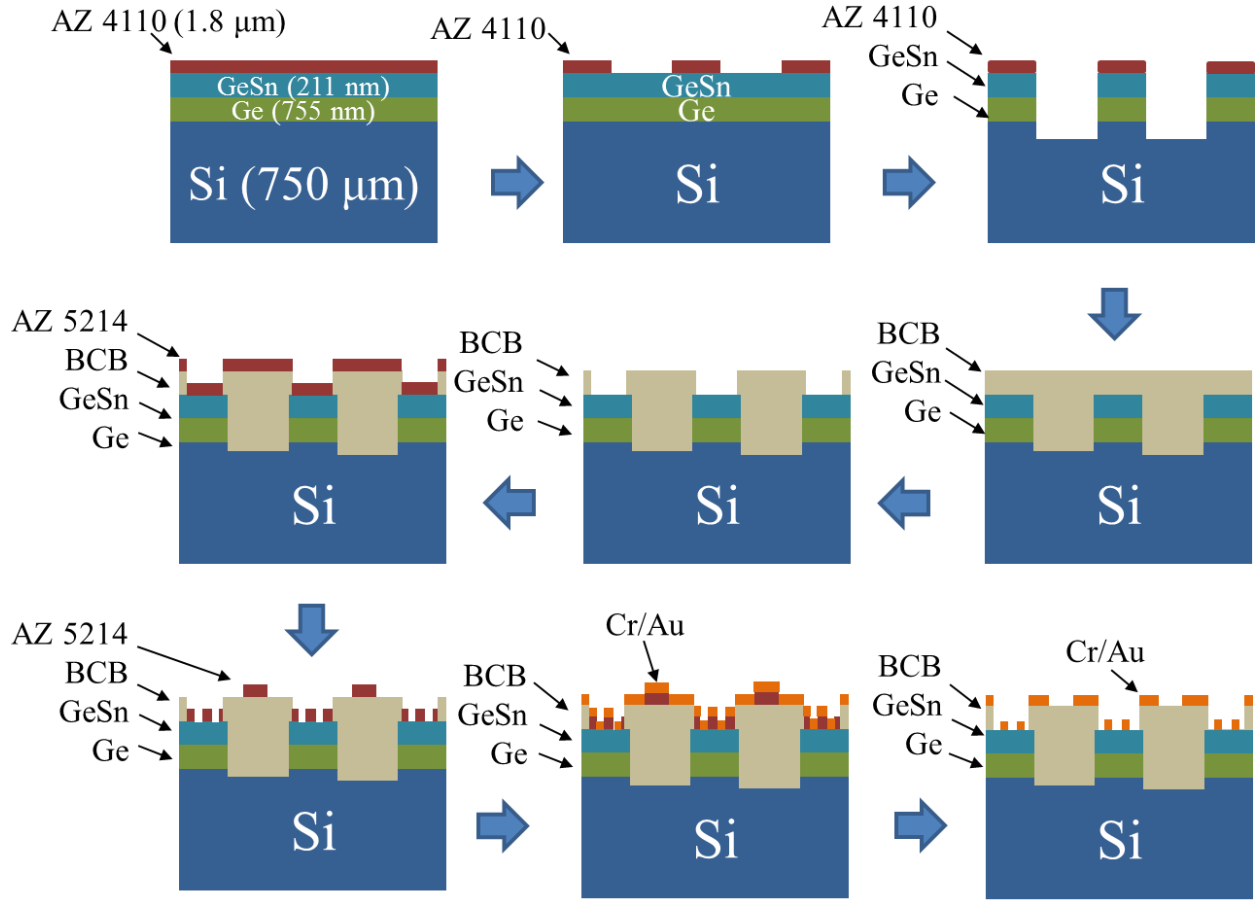 AZ 4110 (1.8 μm)
GeSn (211 nm)
Ge (755 nm)
Si (750 μm)
AZ 4110
GeSn
Ge
Si
AZ 4110
GeSn
Ge
Si
AZ 5214
BCB
GeSn
Ge
Si
BCB
GeSn
Ge
Si
BCB
GeSn
Ge
Si
AZ 5214
BCB
GeSn
Ge
Si
Cr/Au
BCB
GeSn
Ge
Si
Cr/Au
BCB
GeSn
Ge
Si